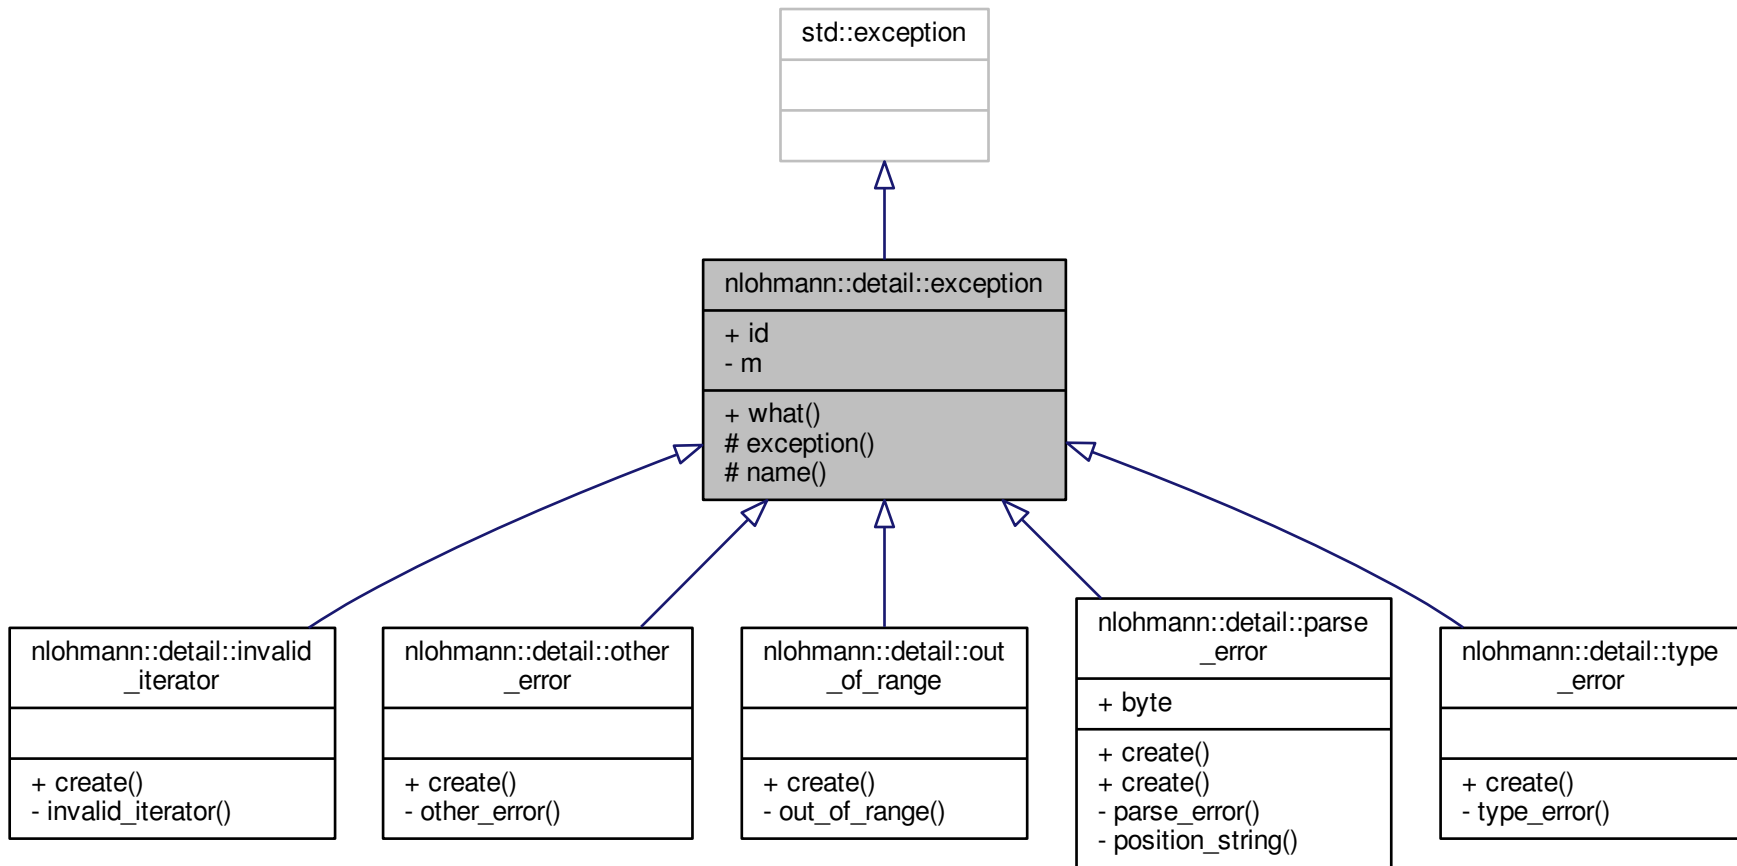 std::exception
nlohmann::detail::exception
+ id
- m
+ what()
# exception()
# name()
nlohmann::detail::invalid
_iterator
+ create()
- invalid_iterator()
nlohmann::detail::other
_error
+ create()
- other_error()
nlohmann::detail::out
_of_range
+ create()
- out_of_range()
nlohmann::detail::parse
_error
+ byte
+ create()
+ create()
- parse_error()
- position_string()
nlohmann::detail::type
_error
+ create()
- type_error()